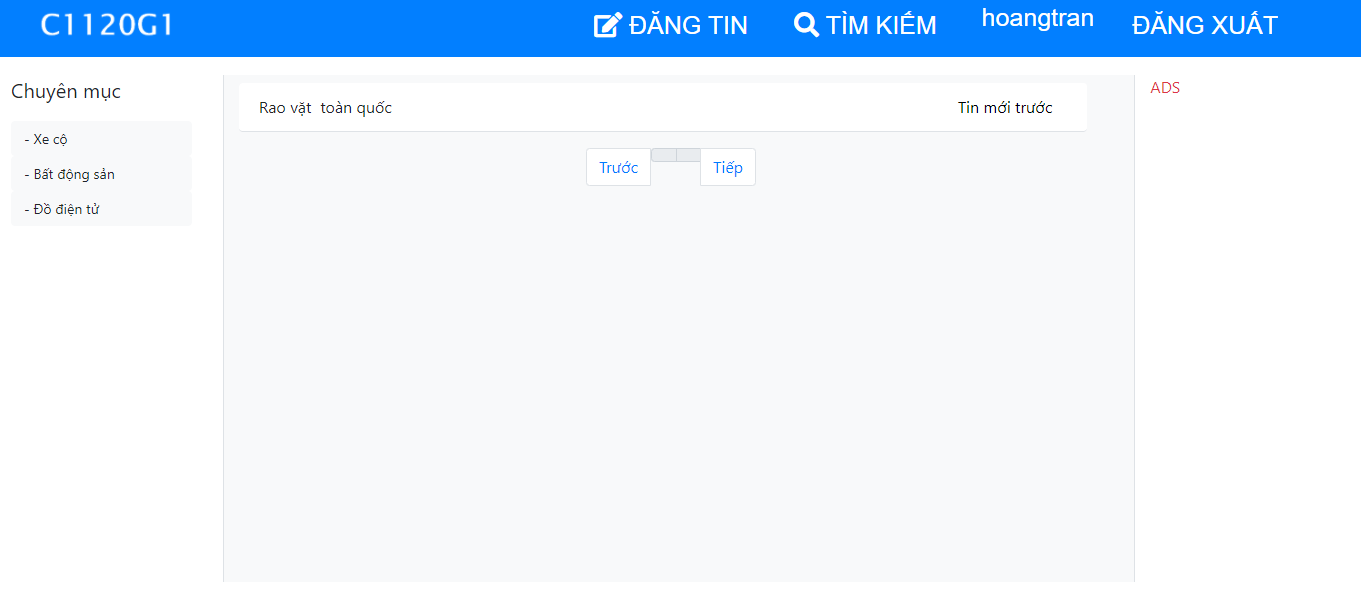 C1120G1
ĐĂNG TIN
TÌM KIẾM
hoangtran
ĐĂNG XUẤT
Chuyên mục
- Xe cộ
- Bất động sản
- Đồ điện tử
Rao vặt toàn quốc
Tin mới trước
Trước
Tiếp
ADS